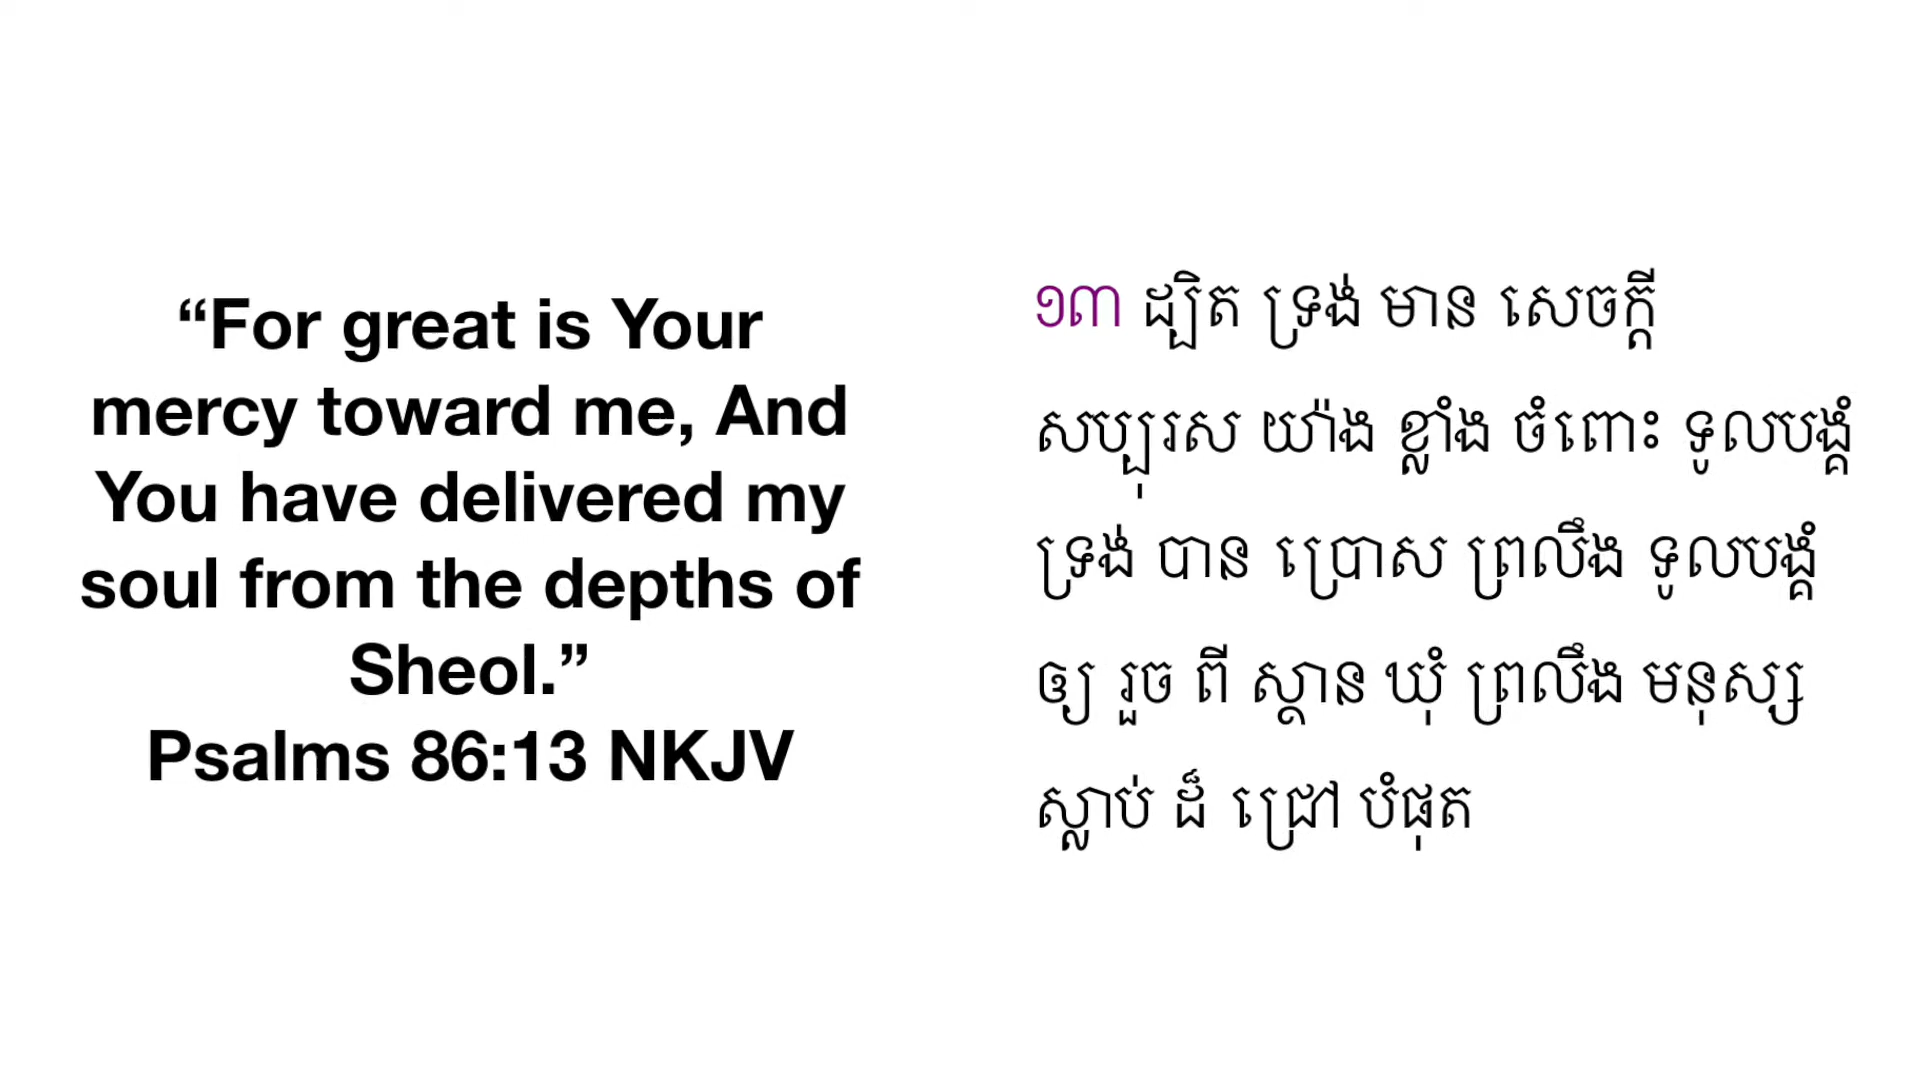 “For great is Your
mercy toward me, And
You have delivered my
soul from the depths of
Sheol.”
Psalms 86:13 NKJV
១៣ ដ្បិត ទ្រង់ មាន សេចក្ដី
សប្បុរស យ៉ាង ខ្លាំង ចំពោះ ទូលបង្គំ
ទ្រង់ បាន ប្រោស ព្រលឹង ទូលបង្គំ
ឲ្យ រួច ពី ស្ថាន ឃុំ ព្រលឹង មនុស្ស
ស្លាប់ ដ៏ ជ្រៅ បំផុត